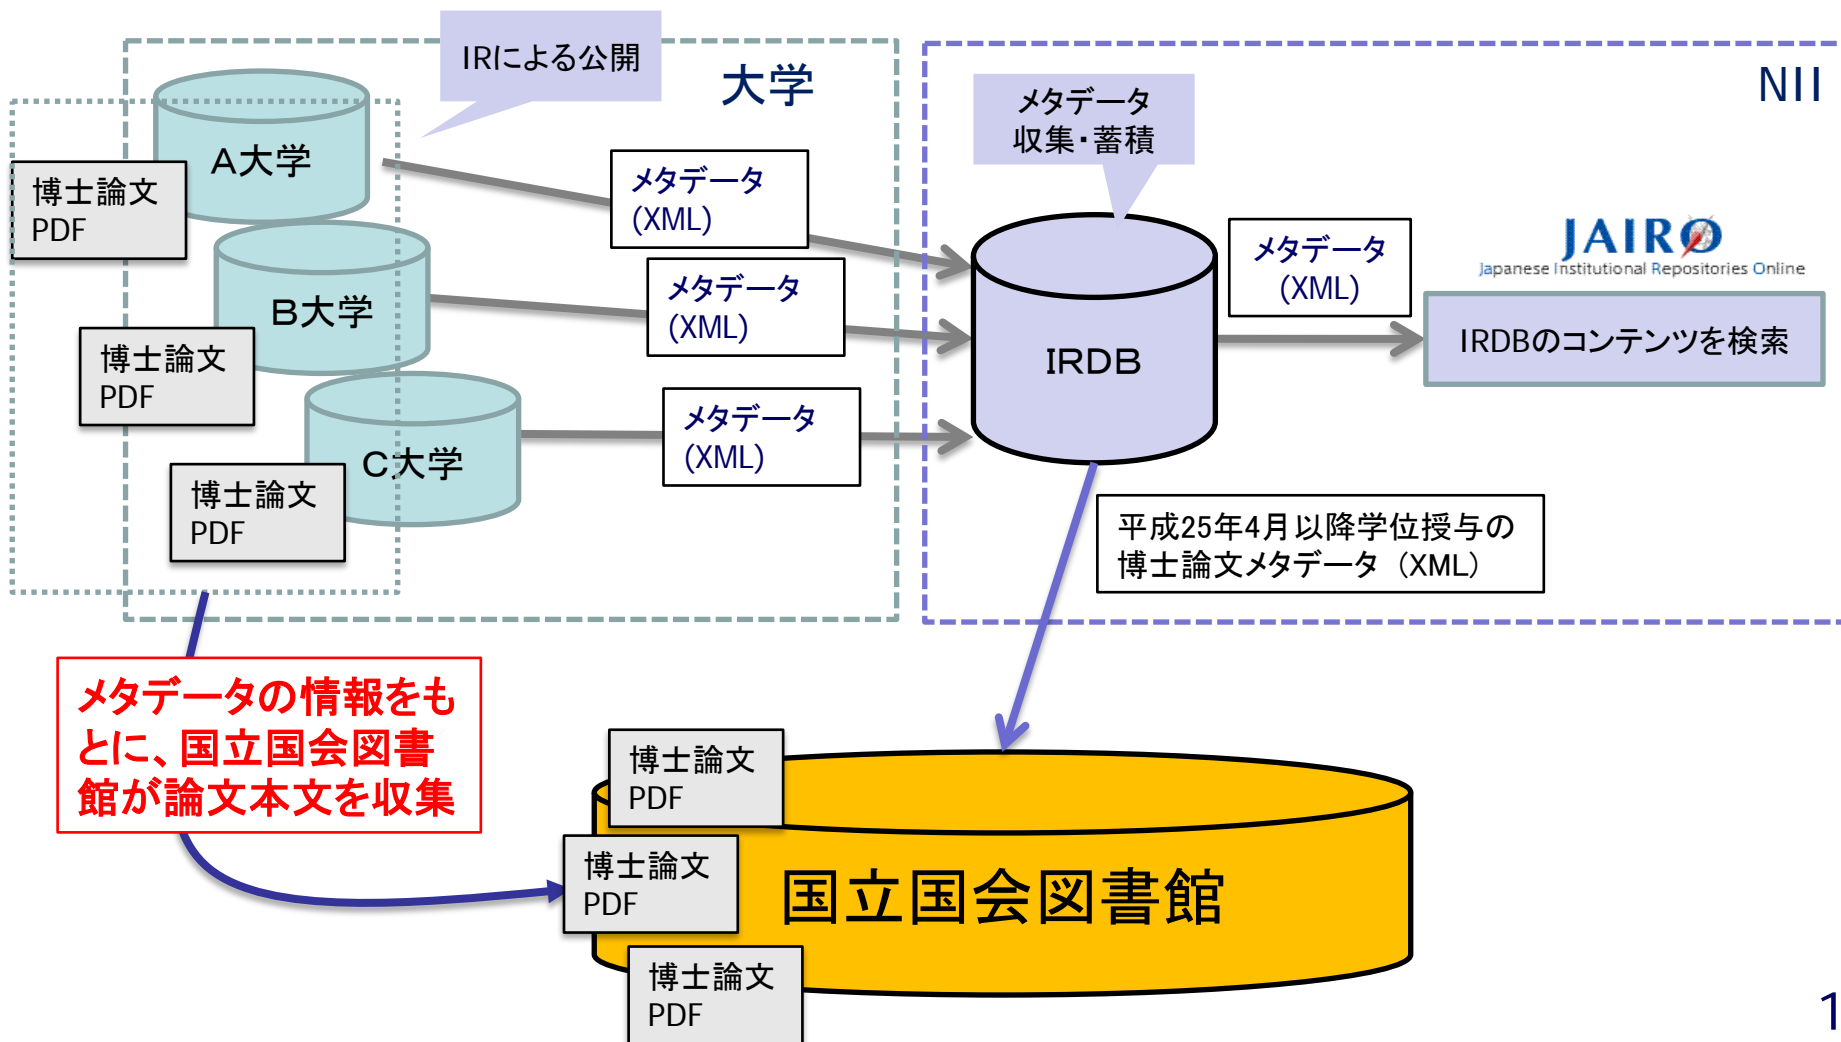 IRによる公開
大学
A大学
博士論文
PDF
B大学
博士論文
PDF
C大学
博士論文
PDF
メタデータ
(XML)
メタデータ
(XML)
メタデータ
(XML)
NII
メタデータ
収集・蓄積
IRDB
メタデータ
(XML)
JAIRO
Japanese Institutional Repositories Online
IRDBのコンテンツを検索
平成25年4月以降学位授与の
博士論文メタデータ (XML)
メタデータの情報をも
とに、国立国会図書
館が論文本文を収集
博士論文
PDF
博士論文
PDF
国立国会図書館
博士論文
PDF
1